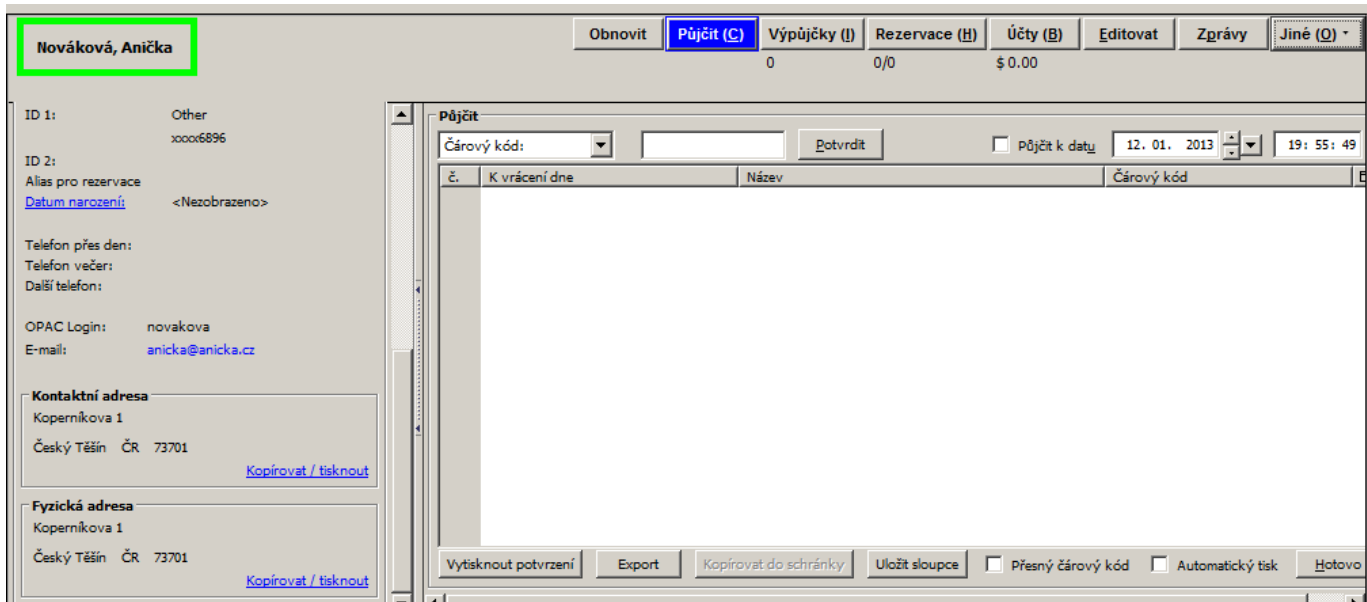 Nováková, Anička
Obnovit Půjčit (C) Výpůjčky (I) Rezervace (H) Účty (B) Editovat Zprávy Jiné (O)
0 0/0 $ 0.00
ID 1: Other
xxxx6896
ID 2:
Alias pro rezervace
Datum narození: <Nezobrazeno>
Telefon přes den:
Telefon večer:
Další telefon:
OPAC Login: novakova
E-mail: anicka@anicka.cz
Kontaktní adresa
Koperníkova 1
Český Těšín ČR 73701
Kopírovat / tisknout
Fyzická adresa
Koperníkova 1
Český Těšín ČR 73701
Kopírovat / tisknout
Půjčit
Čárový kód: Potvrdit Půjčit k datu 12. 01. 2013 19: 55: 49
č. K vrácení dne Název Čárový kód
Vytisknout potvrzení Export Kopírovat do schránky Uložit sloupce Přesný čárový kód Automatický tisk Hotovo